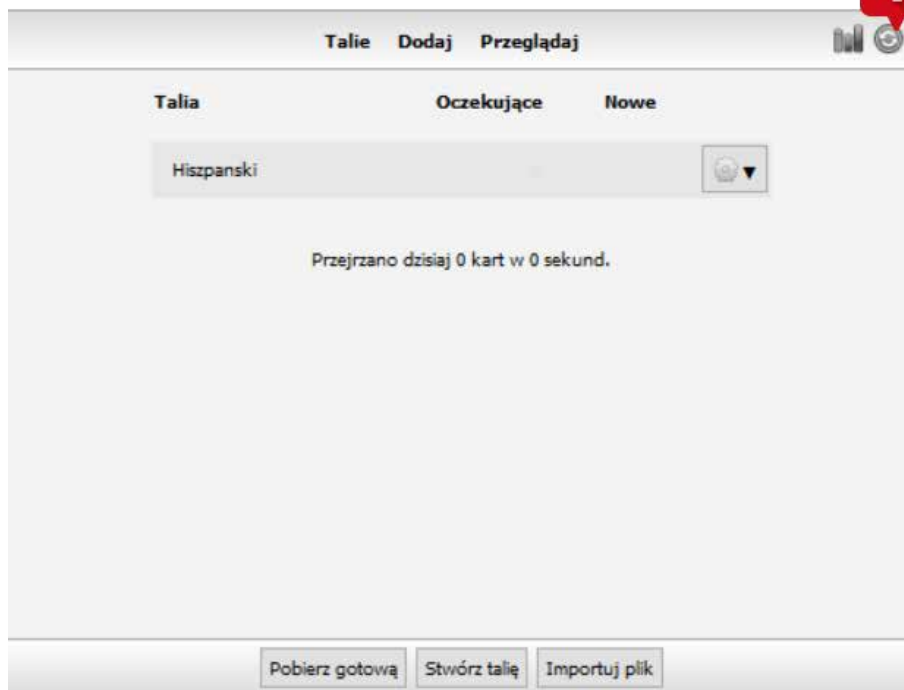 Talie Dodaj Przeglądaj
Talia Oczekujące Nowe
Hiszpanski
Przejrzano dzisiaj 0 kart w 0 sekund.
Pobierz gotową Stwórz talię Importuj plik